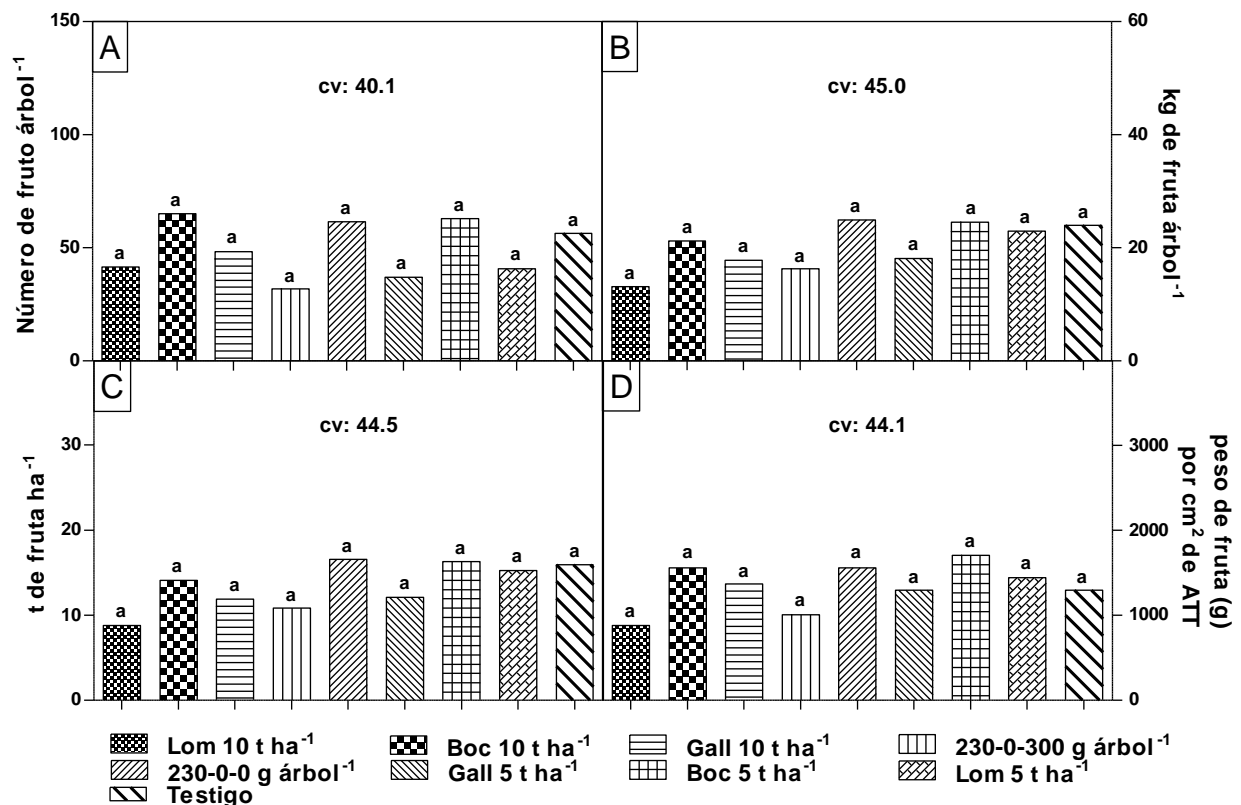 A
B
cv: 40.1
cv: 45.0
150
100
50
0
Número de fruto árbol⁻¹
60
40
20
0
kg de fruta árbol⁻¹
a a a a a a a a a
a a a a a a a a a
C
D
cv: 44.5
cv: 44.1
30
20
10
0
t de fruta ha⁻¹
3000
2000
1000
0
peso de fruta (g)
por cm² de ATT
a a a a a a a a a
a a a a a a a a a
Lom 10 t ha⁻¹ Boc 10 t ha⁻¹ Gall 10 t ha⁻¹ 230-0-300 g árbol⁻¹
230-0-0 g árbol⁻¹ Gall 5 t ha⁻¹ Boc 5 t ha⁻¹ Lom 5 t ha⁻¹
Testigo